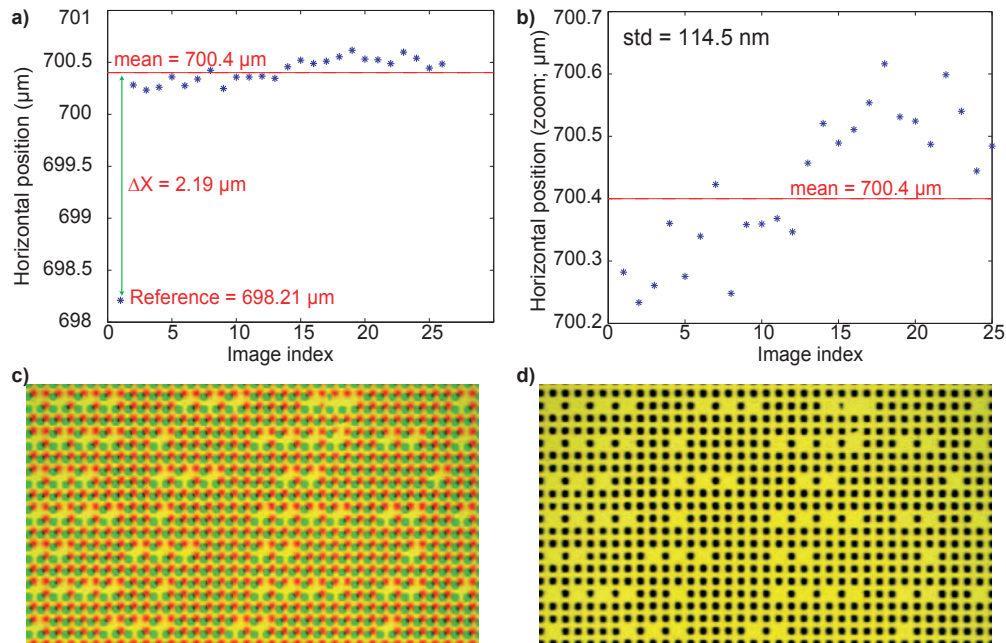 a)
701
700.5
700
699.5
699
698.5
698
Horizontal position (µm)
mean = 700.4 µm
ΔX = 2.19 µm
Reference = 698.21 µm
0
5
10
15
20
25
Image index
b)
700.7
700.6
700.5
700.4
700.3
700.2
Horizontal position (zoom; µm)
std = 114.5 nm
mean = 700.4 µm
0
5
10
15
20
25
Image index
c)
d)